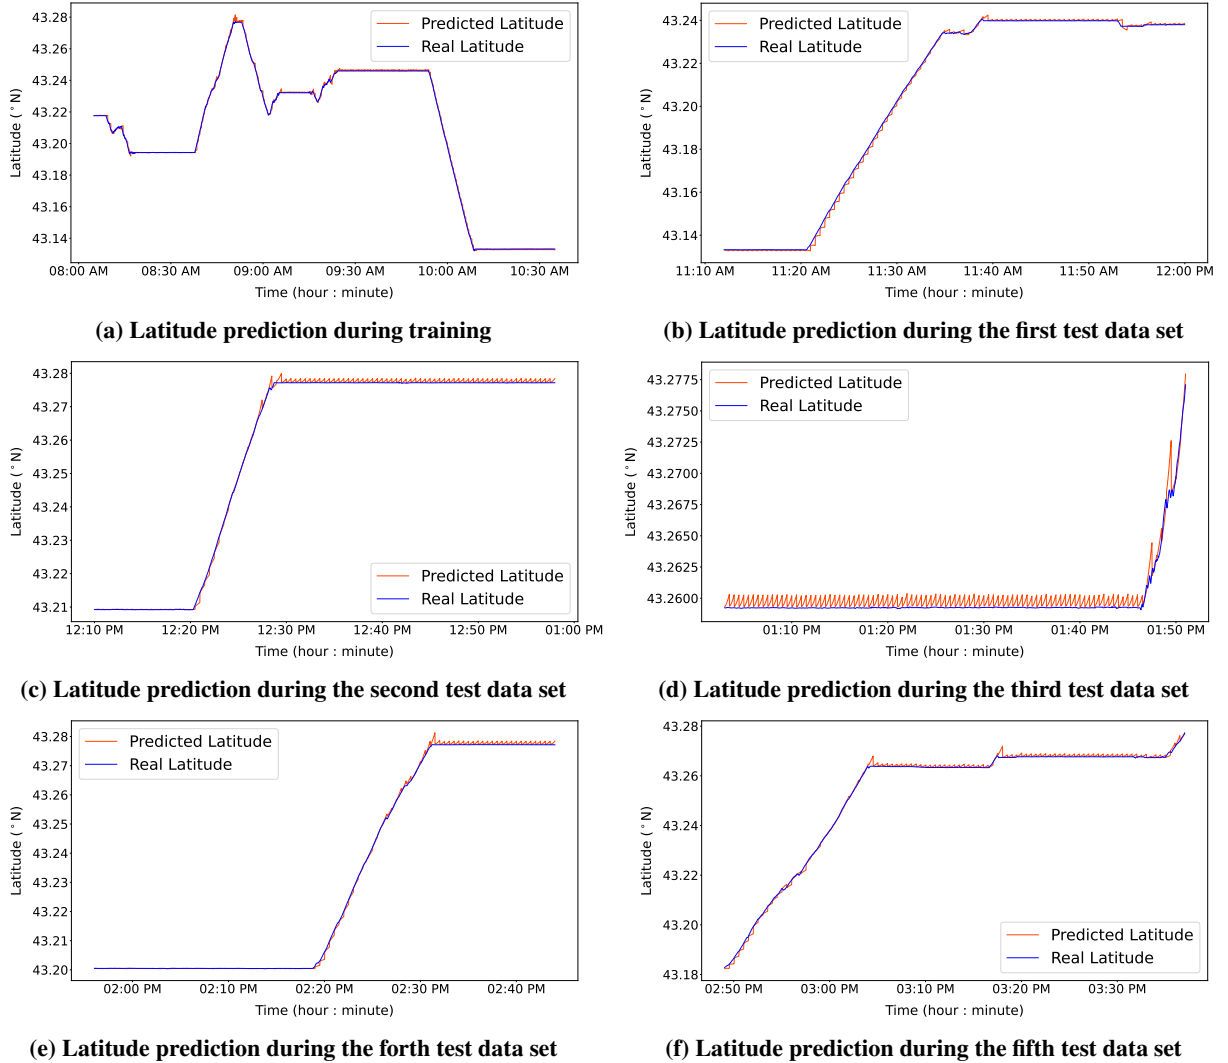 43.28
43.26
43.24
43.22
43.20
43.18
43.16
43.14
Latitude (°N)
Predicted Latitude
Real Latitude
08:00 AM 08:30 AM 09:00 AM 09:30 AM 10:00 AM 10:30 AM
Time (hour : minute)
(a) Latitude prediction during training
43.24
43.22
43.20
43.18
43.16
43.14
Latitude (°N)
Predicted Latitude
Real Latitude
11:10 AM 11:20 AM 11:30 AM 11:40 AM 11:50 AM 12:00 PM
Time (hour : minute)
(b) Latitude prediction during the first test data set
43.28
43.27
43.26
43.25
43.24
43.23
43.22
43.21
Latitude (°N)
Predicted Latitude
Real Latitude
12:10 PM 12:20 PM 12:30 PM 12:40 PM 12:50 PM 01:00 PM
Time (hour : minute)
(c) Latitude prediction during the second test data set
43.2775
43.2750
43.2725
43.2700
43.2675
43.2650
43.2625
43.2600
Latitude (°N)
Predicted Latitude
Real Latitude
01:10 PM 01:20 PM 01:30 PM 01:40 PM 01:50 PM
Time (hour : minute)
(d) Latitude prediction during the third test data set
43.28
43.27
43.26
43.25
43.24
43.23
43.22
43.21
43.20
Latitude (°N)
Predicted Latitude
Real Latitude
02:00 PM 02:10 PM 02:20 PM 02:30 PM 02:40 PM
Time (hour : minute)
(e) Latitude prediction during the forth test data set
43.28
43.26
43.24
43.22
43.20
43.18
Latitude (°N)
Predicted Latitude
Real Latitude
02:50 PM 03:00 PM 03:10 PM 03:20 PM 03:30 PM
Time (hour : minute)
(f) Latitude prediction during the fifth test data set